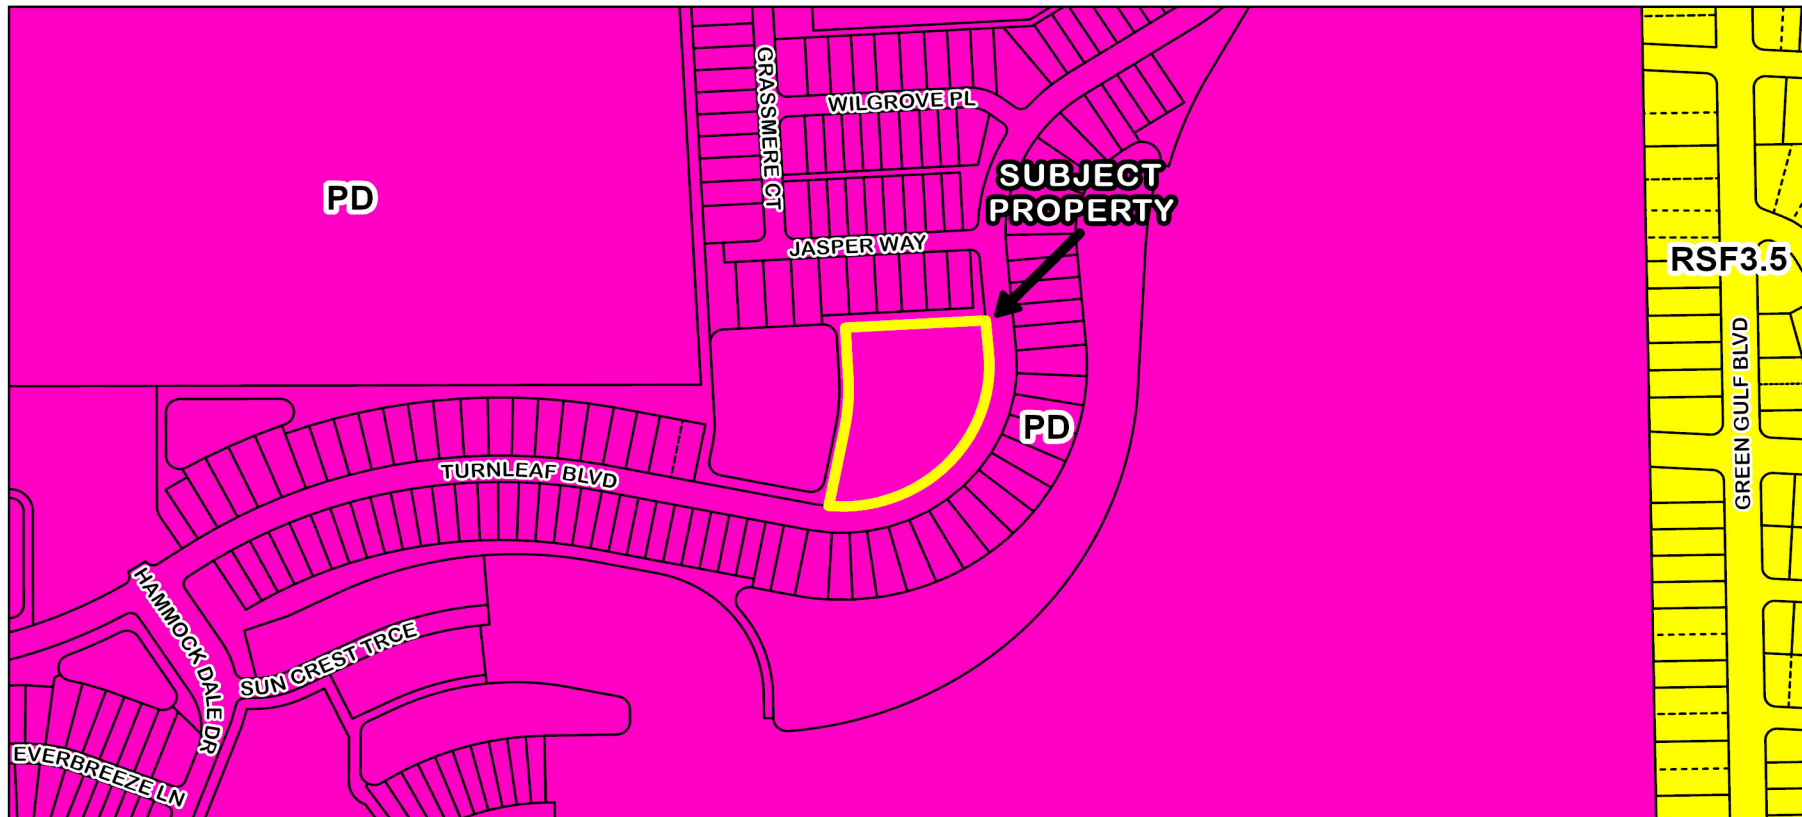 GRASSMERE CT
WILGROVE PL
SUBJECT
PROPERTY
PD
JASPER WAY
RSF3.5
GREEN GULF BLVD
PD
TURNLEAF BLVD
HAMMOCK DALE DR
SUN CREST TRCE
EVERBREEZE LN